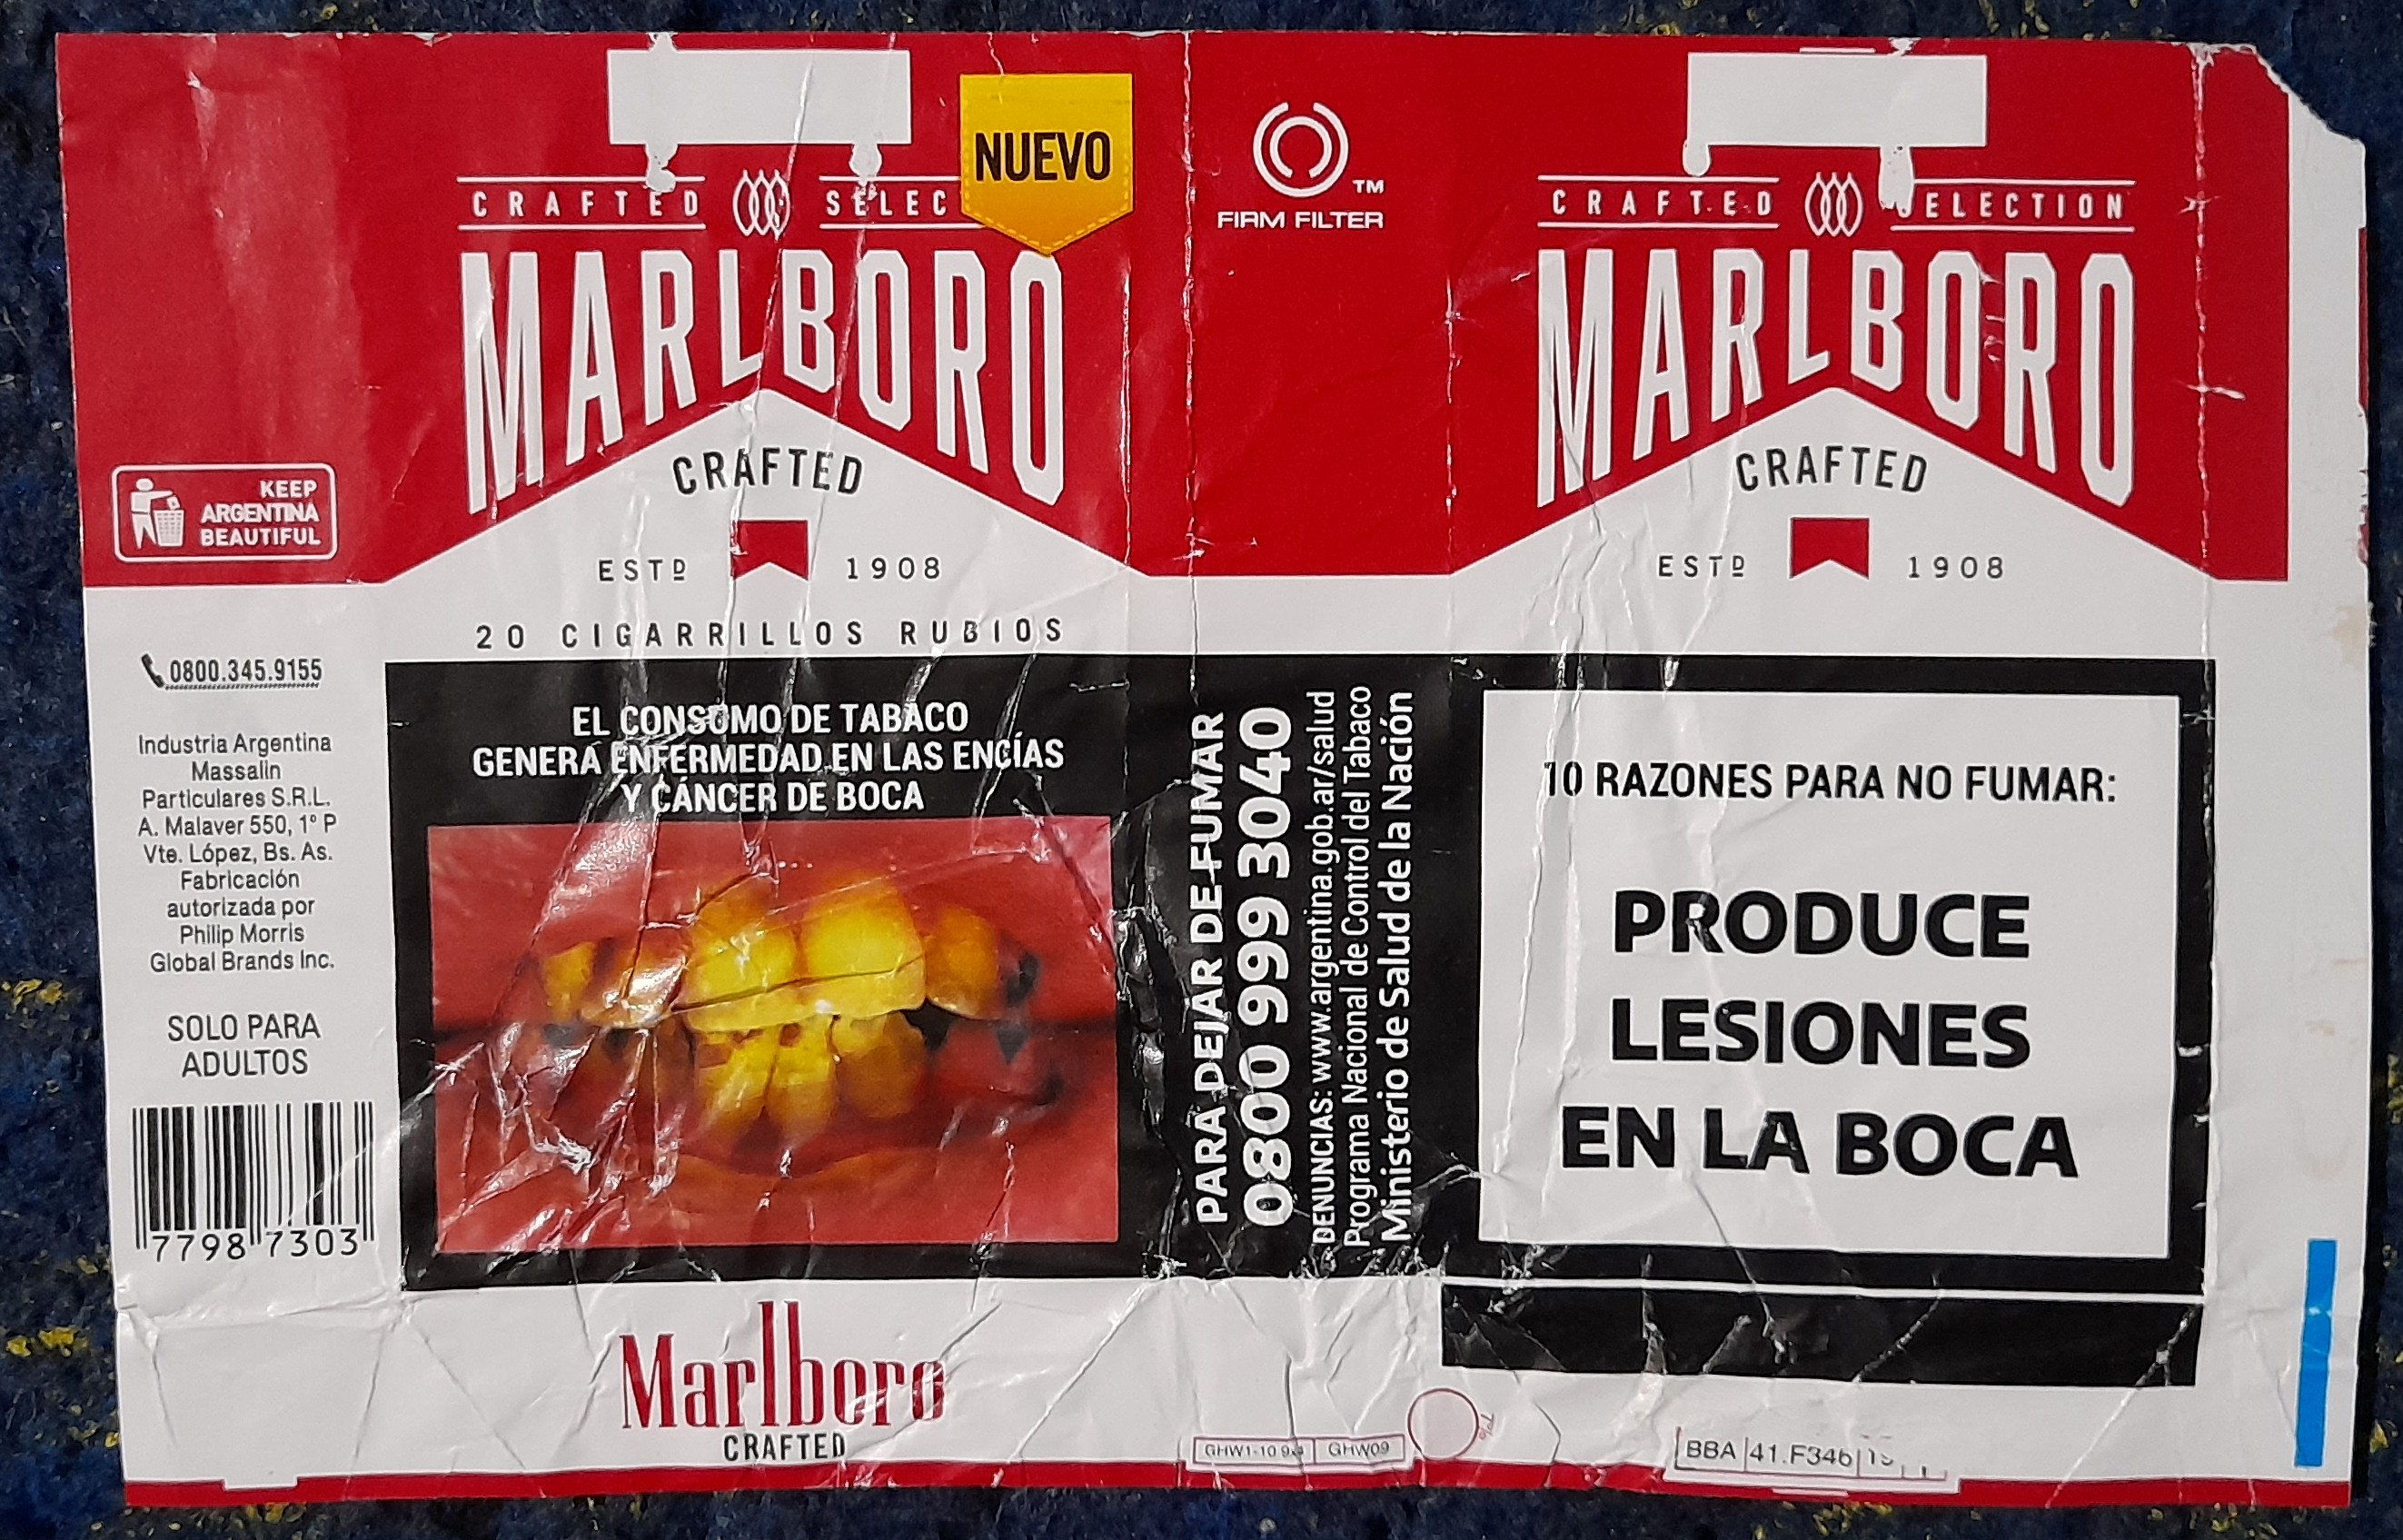 NUEVO
CRAFTED SELEC
MARLBORO
CRAFTED
ESTD 1908
20 CIGARRILLOS RUBIOS
KEEP
ARGENTINA
BEAUTIFUL
0800.345.9155
Industria Argentina
Massalin
Particulares S.R.L.
A. Malaver 550, 1º P
Vte. López, Bs. As.
Fabricación
autorizada por
Philip Morris
Global Brands Inc.
SOLO PARA
ADULTOS
7798 7303
EL CONSUMO DE TABACO
GENERA ENFERMEDAD EN LAS ENCÍAS
Y CÁNCER DE BOCA
Marlboro
CRAFTED
TM
FIRM FILTER
PARA DEJAR DE FUMAR
0800 999 3040
DENUNCIAS: www.argentina.gob.ar/salud
Programa Nacional de Control del Tabaco
Ministerio de Salud de la Nación
GHW09
CRAFTED SELECTION
MARLBORO
CRAFTED
ESTD 1908
10 RAZONES PARA NO FUMAR:
PRODUCE
LESIONES
EN LA BOCA
BBA 41.F346